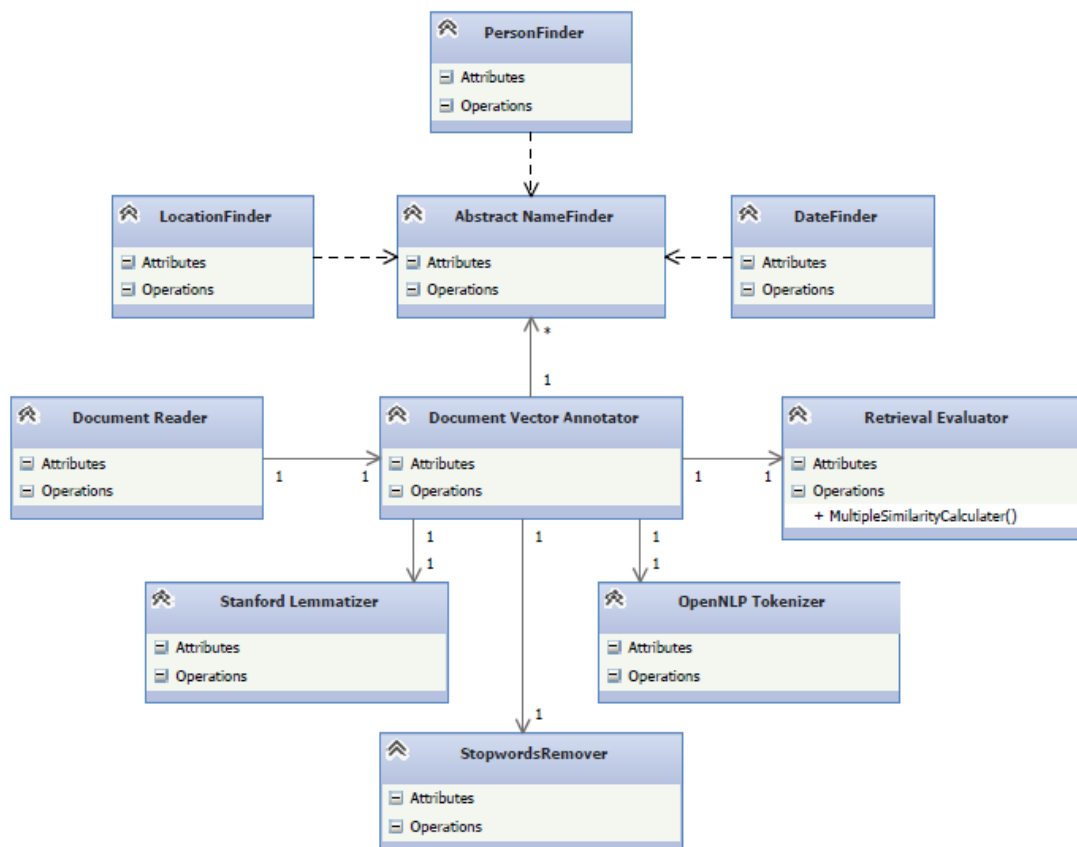 PersonFinder
Attributes
Operations
LocationFinder
Attributes
Operations
Abstract NameFinder
Attributes
Operations
DateFinder
Attributes
Operations
*
1
Document Reader
Attributes
Operations
1
1
Document Vector Annotator
Attributes
Operations
1
1
Retrieval Evaluator
Attributes
Operations
+ MultipleSimilarityCalculater()
1
1
1
1
1
Stanford Lemmatizer
Attributes
Operations
OpenNLP Tokenizer
Attributes
Operations
1
StopwordsRemover
Attributes
Operations